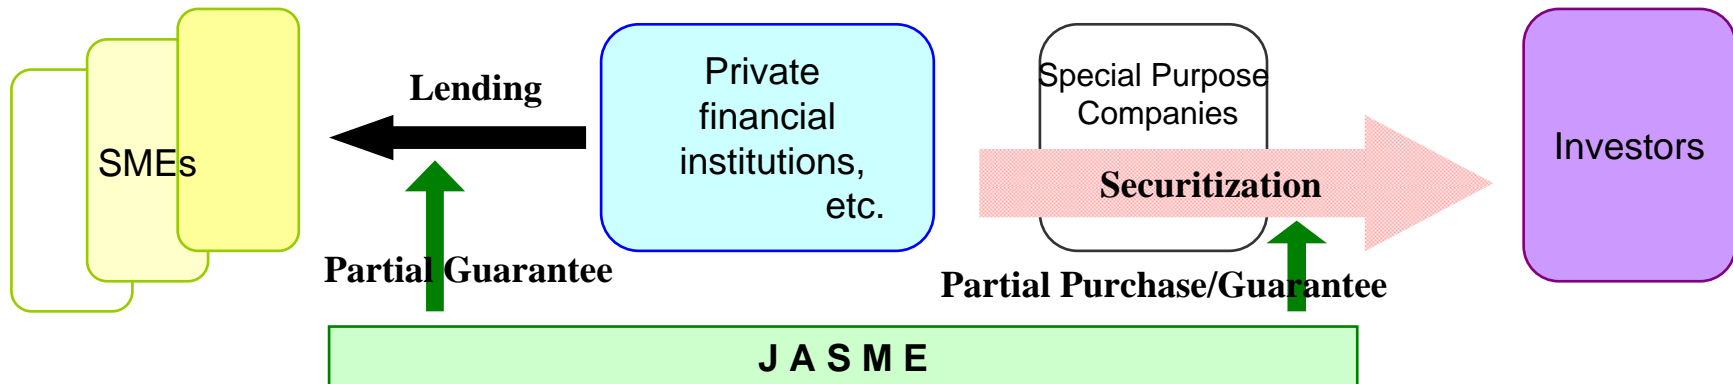 SMEs
Lending
Partial Guarantee
Private
financial
institutions,
etc.
Special Purpose
Companies
Securitization
Partial Purchase/Guarantee
Investors
J A S M E